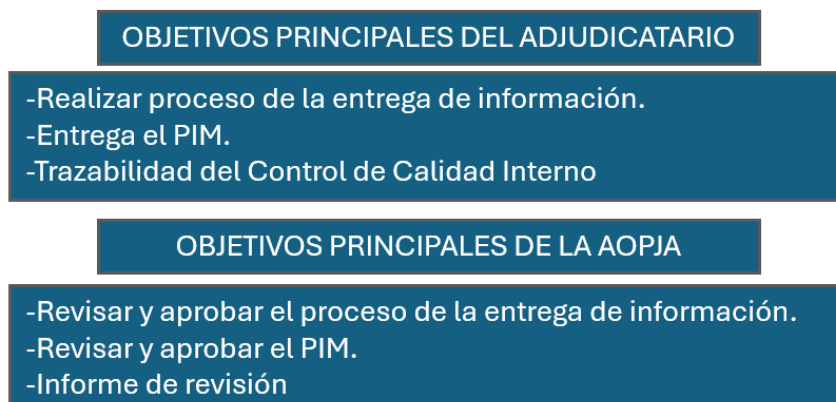 OBJETIVOS PRINCIPALES DEL ADJUDICATARIO
-Realizar proceso de la entrega de información.
-Entrega el PIM.
-Trazabilidad del Control de Calidad Interno
OBJETIVOS PRINCIPALES DE LA AOPJA
-Revisar y aprobar el proceso de la entrega de información.
-Revisar y aprobar el PIM.
-Informe de revisión